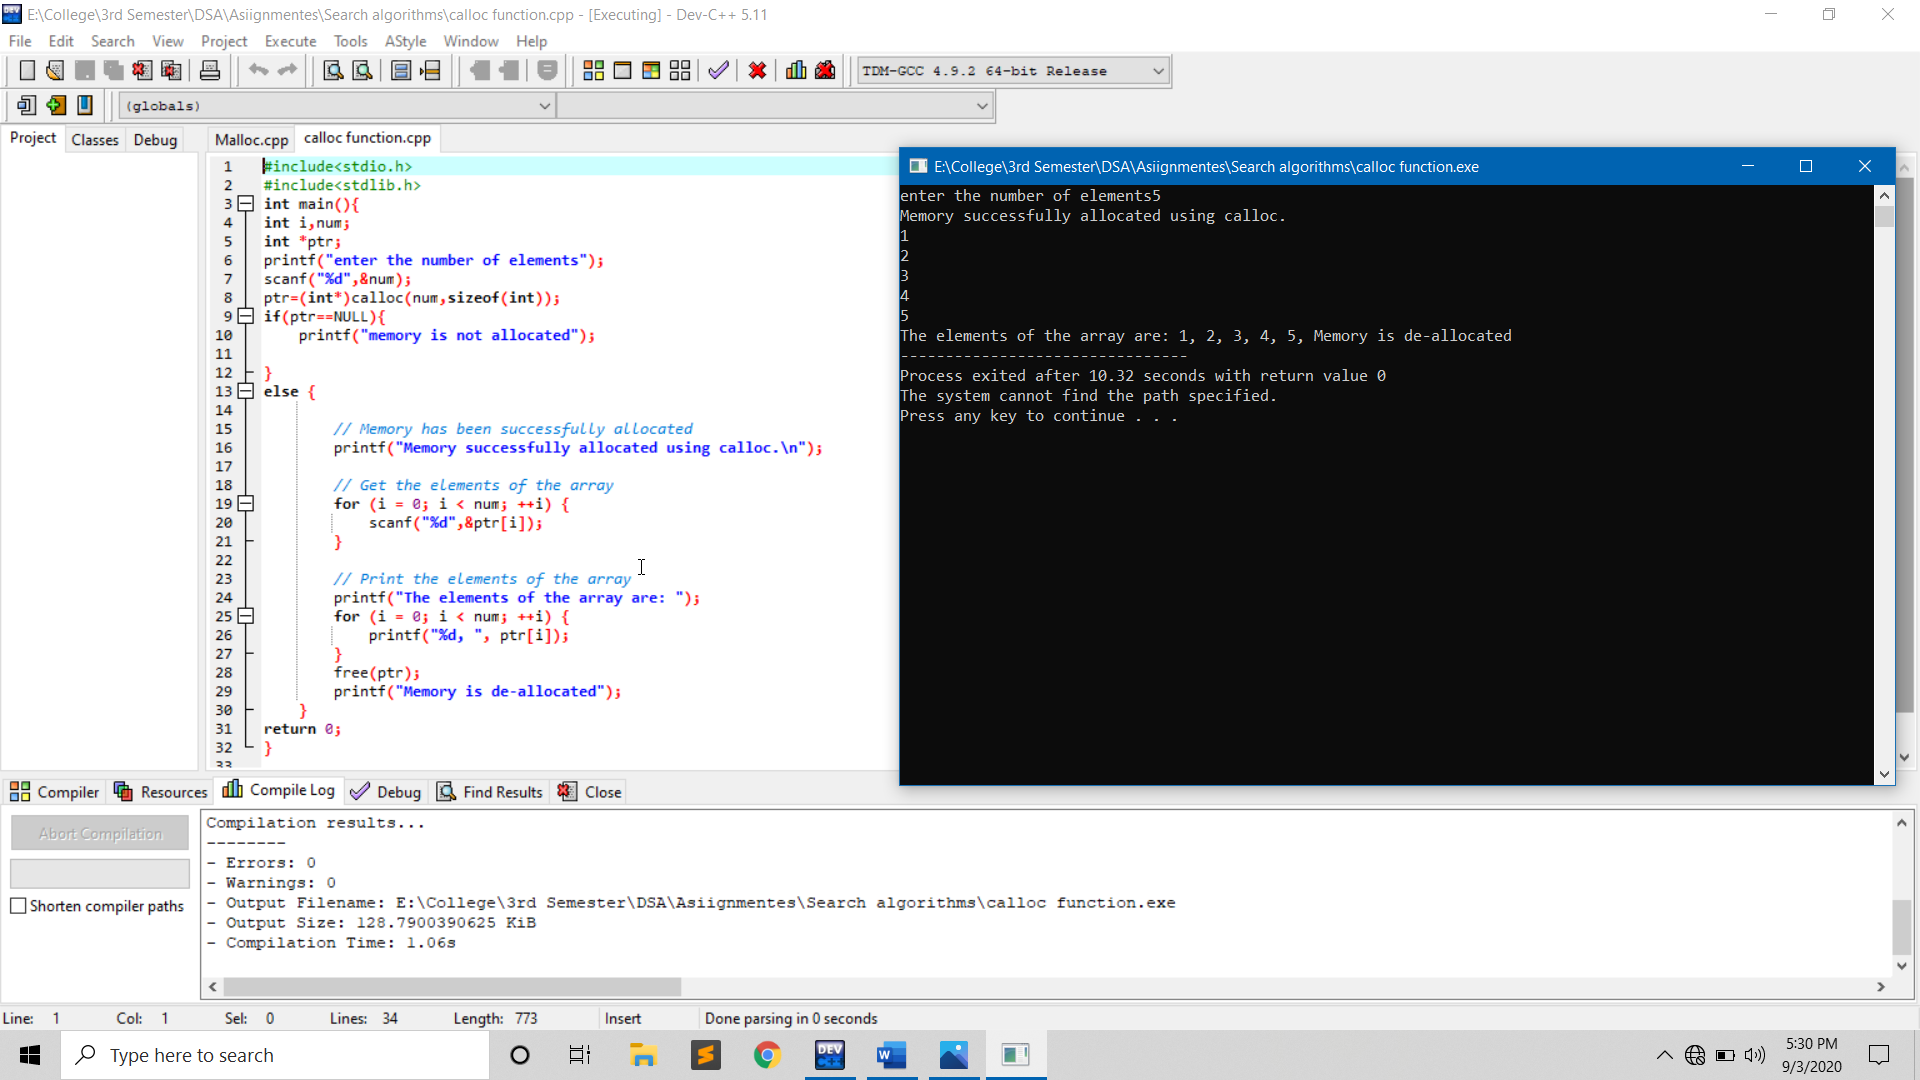 E:\College\3rd Semester\DSA\Asiignmentes\Search algorithms\calloc function.cpp - [Executing] - Dev-C++ 5.11
File Edit Search View Project Execute Tools AStyle Window Help
TDM-GCC 4.9.2 64-bit Release
(globals)
Project Classes Debug
Malloc.cpp calloc function.cpp
1 #include<stdio.h>
2 #include<stdlib.h>
3 int main(){
4 int i,num;
5 int *ptr;
6 printf("enter the number of elements");
7 scanf("%d",&num);
8 ptr=(int*)calloc(num,sizeof(int));
9 if(ptr==NULL){
10 printf("memory is not allocated");
11
12 }
13 else {
14
15 // Memory has been successfully allocated
16 printf("Memory successfully allocated using calloc.\n");
17
18 // Get the elements of the array
19 for (i = 0; i < num; ++i) {
20 scanf("%d",&ptr[i]);
21 }
22
23 // Print the elements of the array
24 printf("The elements of the array are: ");
25 for (i = 0; i < num; ++i) {
26 printf("%d, ", ptr[i]);
27 }
28 free(ptr);
29 printf("Memory is de-allocated");
30 }
31 return 0;
32 }
33
E:\College\3rd Semester\DSA\Asiignmentes\Search algorithms\calloc function.exe
enter the number of elements5
Memory successfully allocated using calloc.
1
2
3
4
5
The elements of the array are: 1, 2, 3, 4, 5, Memory is de-allocated
--------------------------------
Process exited after 10.32 seconds with return value 0
The system cannot find the path specified.
Press any key to continue . . .
Compiler Resources Compile Log Debug Find Results Close
Abort Compilation
Shorten compiler paths
Compilation results...
--------
- Errors: 0
- Warnings: 0
- Output Filename: E:\College\3rd Semester\DSA\Asiignmentes\Search algorithms\calloc function.exe
- Output Size: 128.7900390625 KiB
- Compilation Time: 1.06s
Line: 1 Col: 1 Sel: 0 Lines: 34 Length: 773 Insert Done parsing in 0 seconds
Type here to search
DEV C++
W
5:30 PM
9/3/2020